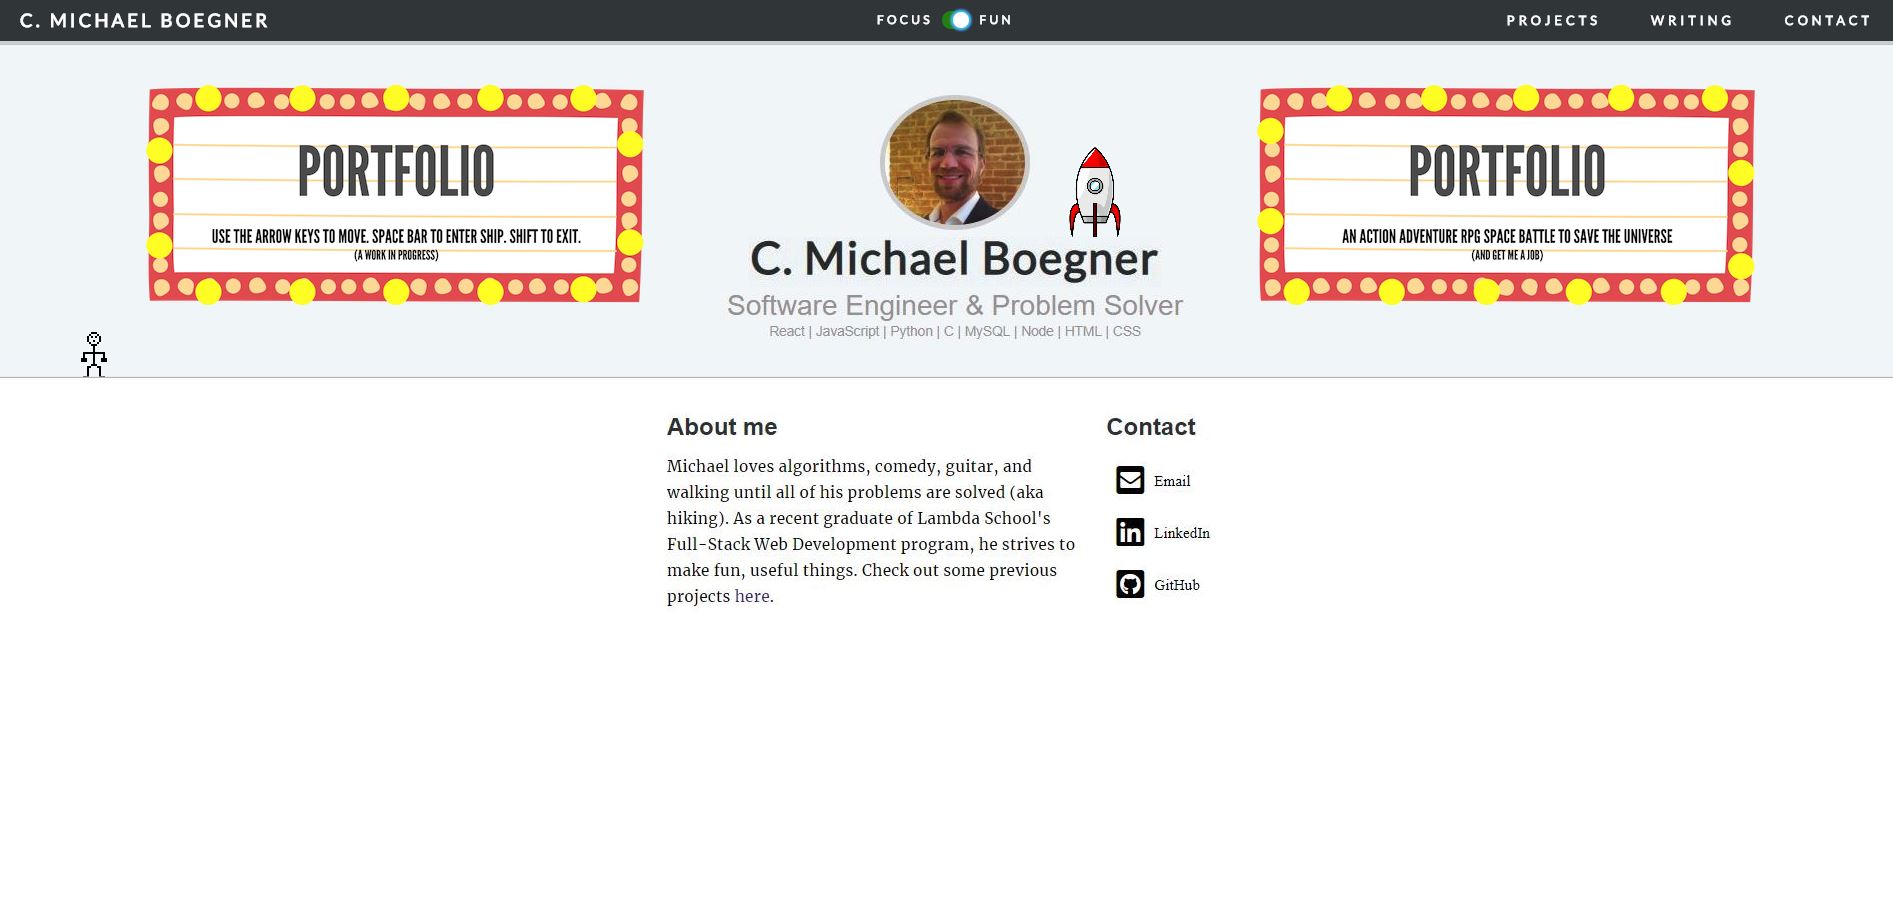 C. MICHAEL BOEGNER
FOCUS FUN
PROJECTS WRITING CONTACT
PORTFOLIO
USE THE ARROW KEYS TO MOVE. SPACE BAR TO ENTER SHIP. SHIFT TO EXIT.
(A WORK IN PROGRESS)
C. Michael Boegner
Software Engineer & Problem Solver
React | JavaScript | Python | C | MySQL | Node | HTML | CSS
PORTFOLIO
AN ACTION ADVENTURE RPG SPACE BATTLE TO SAVE THE UNIVERSE
(AND GET ME A JOB)
About me
Michael loves algorithms, comedy, guitar, and
walking until all of his problems are solved (aka
hiking). As a recent graduate of Lambda School's
Full-Stack Web Development program, he strives to
make fun, useful things. Check out some previous
projects here.
Contact
Email
LinkedIn
GitHub